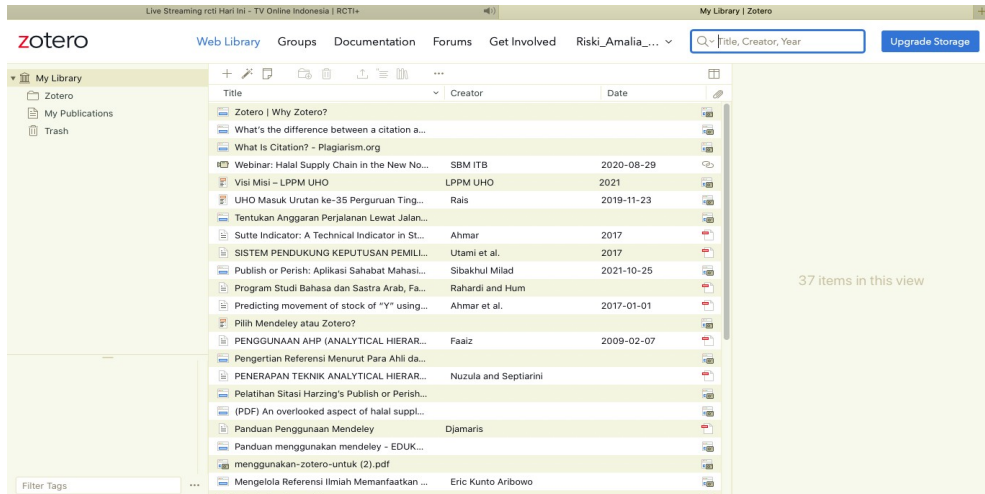 Live Streaming rcti Hari Ini - TV Online Indonesia | RCTI+ My Library | Zotero
zotero Web Library Groups Documentation Forums Get Involved Riski_Amalia_... Title, Creator, Year Upgrade Storage
My Library
Zotero
My Publications
Trash
Filter Tags
Title Creator Date
Zotero | Why Zotero?
What's the difference between a citation a...
What Is Citation? - Plagiarism.org
Webinar: Halal Supply Chain in the New No... SBM ITB 2020-08-29
Visi Misi – LPPM UHO LPPM UHO 2021
UHO Masuk Urutan ke-35 Perguruan Ting... Rais 2019-11-23
Tentukan Anggaran Perjalanan Lewat Jalan...
Sutte Indicator: A Technical Indicator in St... Ahmar 2017
SISTEM PENDUKUNG KEPUTUSAN PEMILI... Utami et al. 2017
Publish or Perish: Aplikasi Sahabat Mahasi... Sibakhul Milad 2021-10-25
Program Studi Bahasa dan Sastra Arab, Fa... Rahardi and Hum
Predicting movement of stock of "Y" using... Ahmar et al. 2017-01-01
Pilih Mendeley atau Zotero?
PENGGUNAAN AHP (ANALYTICAL HIERAR... Faaiz 2009-02-07
Pengertian Referensi Menurut Para Ahli da...
PENERAPAN TEKNIK ANALYTICAL HIERAR... Nuzula and Septiarini
Pelatihan Sitasi Harzing's Publish or Perish...
(PDF) An overlooked aspect of halal suppl...
Panduan Penggunaan Mendeley Djamaris
Panduan menggunakan mendeley - EDUK...
menggunakan-zotero-untuk (2).pdf
Mengelola Referensi Ilmiah Memanfaatkan ... Eric Kunto Aribowo
37 items in this view